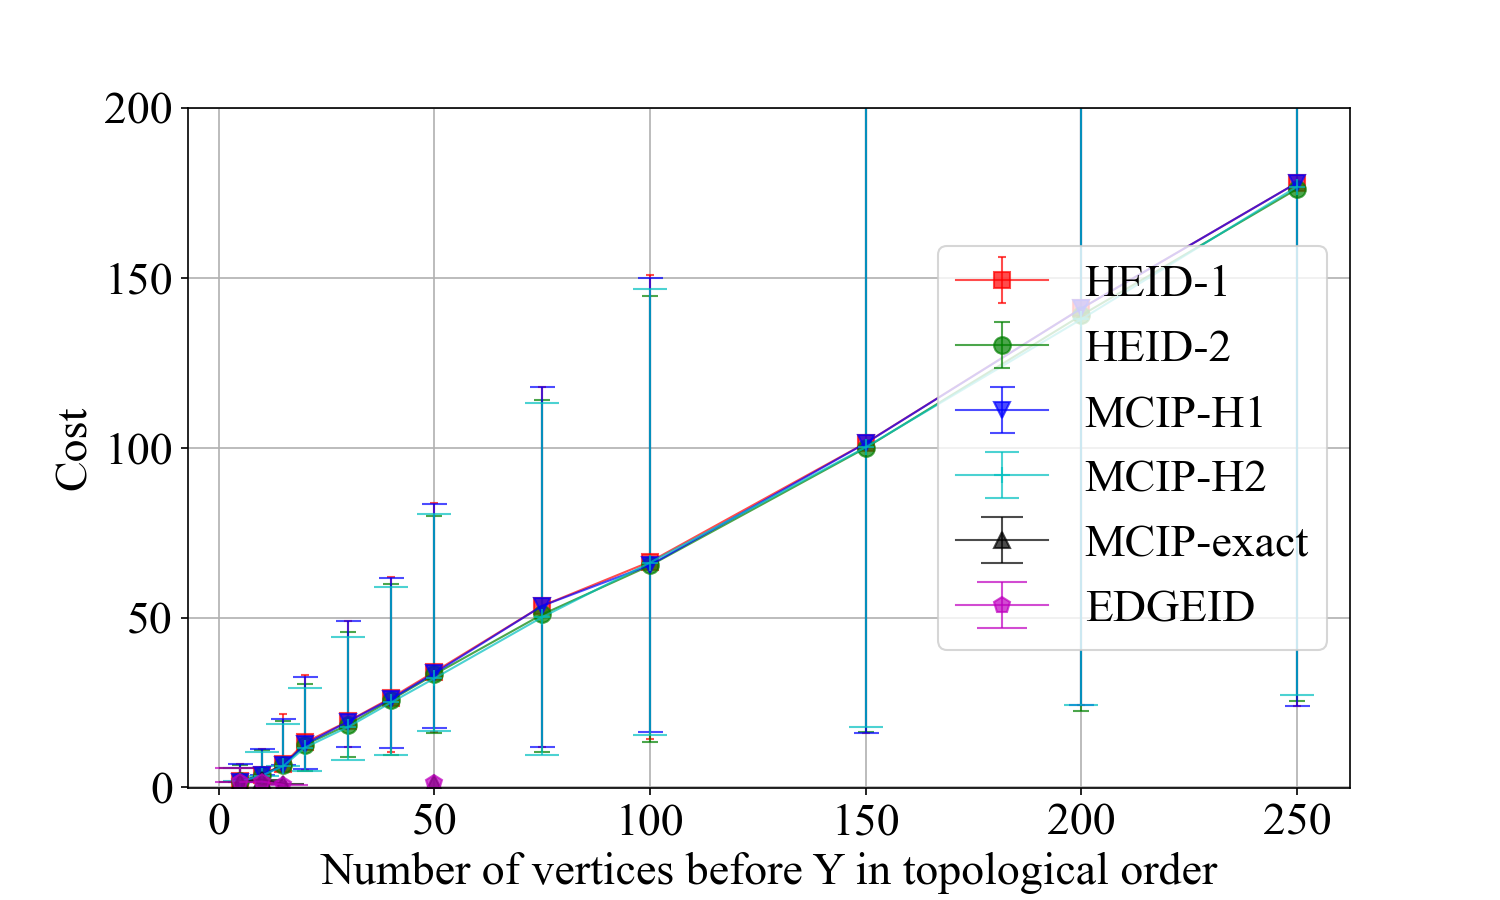 200
150
100
50
0
Cost
0 50 100 150 200 250
Number of vertices before Y in topological order
HEID-1
HEID-2
MCIP-H1
MCIP-H2
MCIP-exact
EDGEID